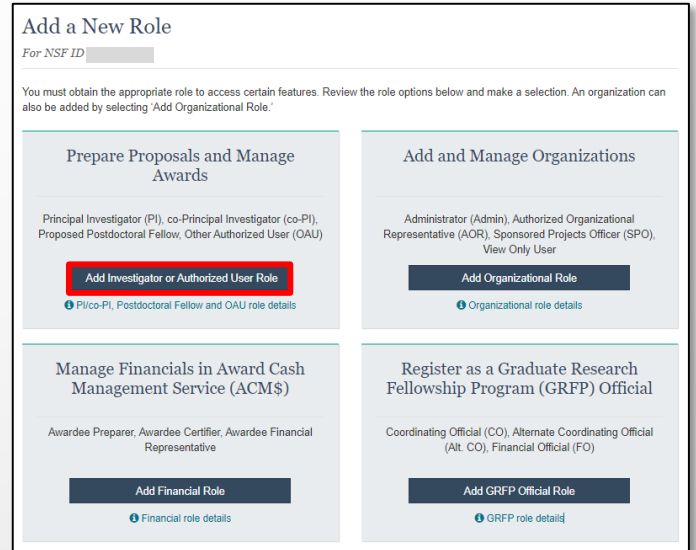 Add a New Role
For NSF ID
You must obtain the appropriate role to access certain features. Review the role options below and make a selection. An organization can
also be added by selecting 'Add Organizational Role.'
Prepare Proposals and Manage
Awards
Principal Investigator (PI), co-Principal Investigator (co-PI),
Proposed Postdoctoral Fellow, Other Authorized User (OAU)
Add Investigator or Authorized User Role
PI/co-PI, Postdoctoral Fellow and OAU role details
Add and Manage Organizations
Administrator (Admin), Authorized Organizational
Representative (AOR), Sponsored Projects Officer (SPO),
View Only User
Add Organizational Role
Organizational role details
Manage Financials in Award Cash
Management Service (ACM$)
Awardee Preparer, Awardee Certifier, Awardee Financial
Representative
Add Financial Role
Financial role details
Register as a Graduate Research
Fellowship Program (GRFP) Official
Coordinating Official (CO), Alternate Coordinating Official
(Alt. CO), Financial Official (FO)
Add GRFP Official Role
GRFP role details